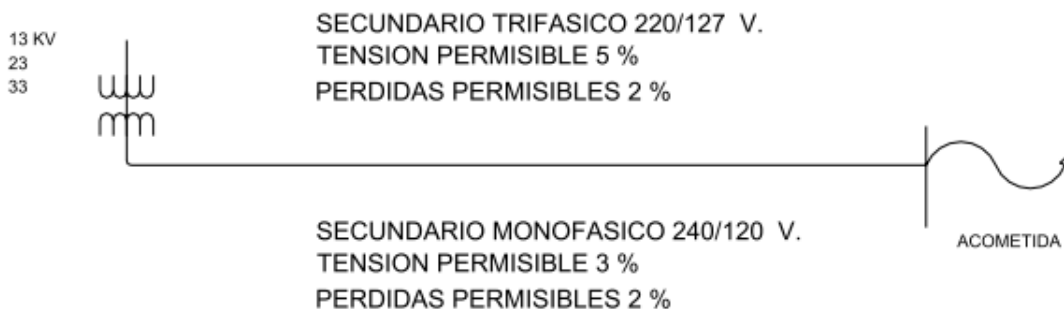 SECUNDARIO TRIFASICO 220/127 V.
TENSION PERMISIBLE 5 %
PERDIDAS PERMISIBLES 2 %
13 KV
23
33
SECUNDARIO MONOFASICO 240/120 V.
TENSION PERMISIBLE 3 %
PERDIDAS PERMISIBLES 2 %
ACOMETIDA